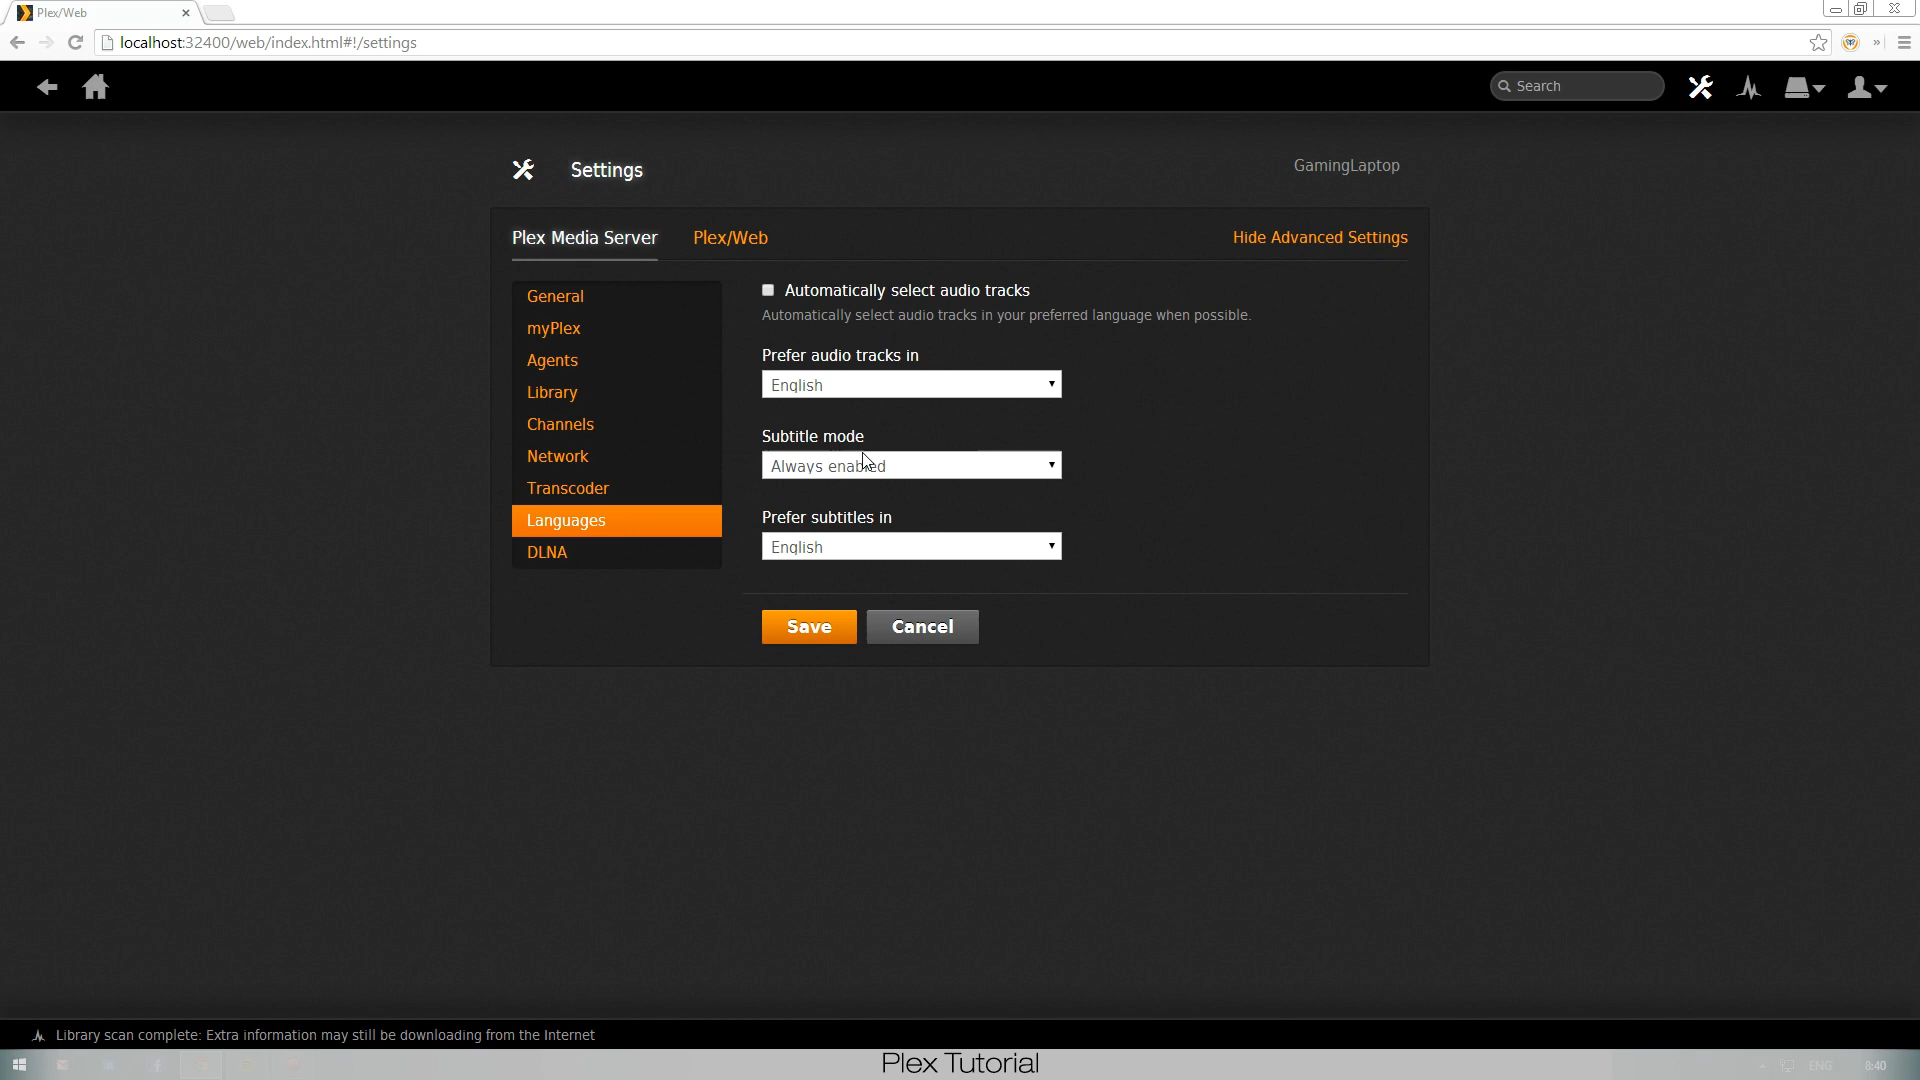 Plex/Web
localhost:32400/web/index.html#!/settings
Search
Settings
GamingLaptop
Plex Media Server
Plex/Web
Hide Advanced Settings
General
myPlex
Agents
Library
Channels
Network
Transcoder
Languages
DLNA
Automatically select audio tracks
Automatically select audio tracks in your preferred language when possible.
Prefer audio tracks in
English
Subtitle mode
Always enabled
Prefer subtitles in
English
Save
Cancel
Library scan complete: Extra information may still be downloading from the Internet
Plex Tutorial
ENG
8:40